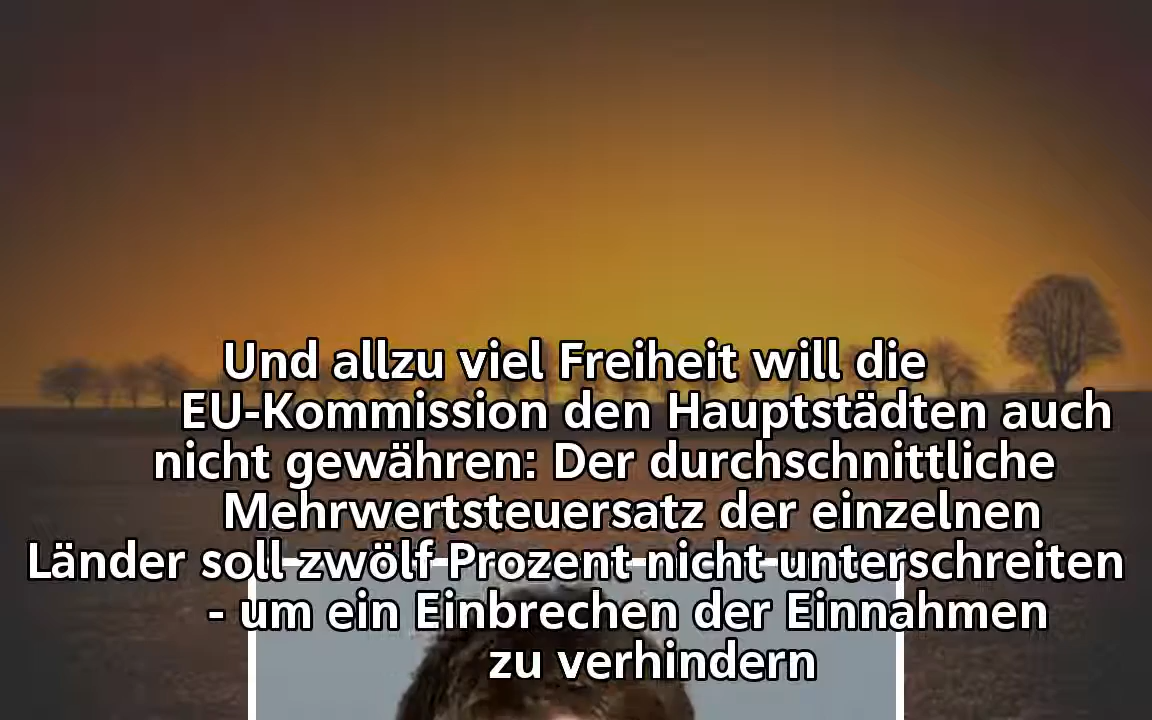 Und allzu viel Freiheit will die
EU-Kommission den Hauptstädten auch
nicht gewähren: Der durchschnittliche
Mehrwertsteuersatz der einzelnen
Länder soll zwölf Prozent nicht unterschreiten
- um ein Einbrechen der Einnahmen
zu verhindern